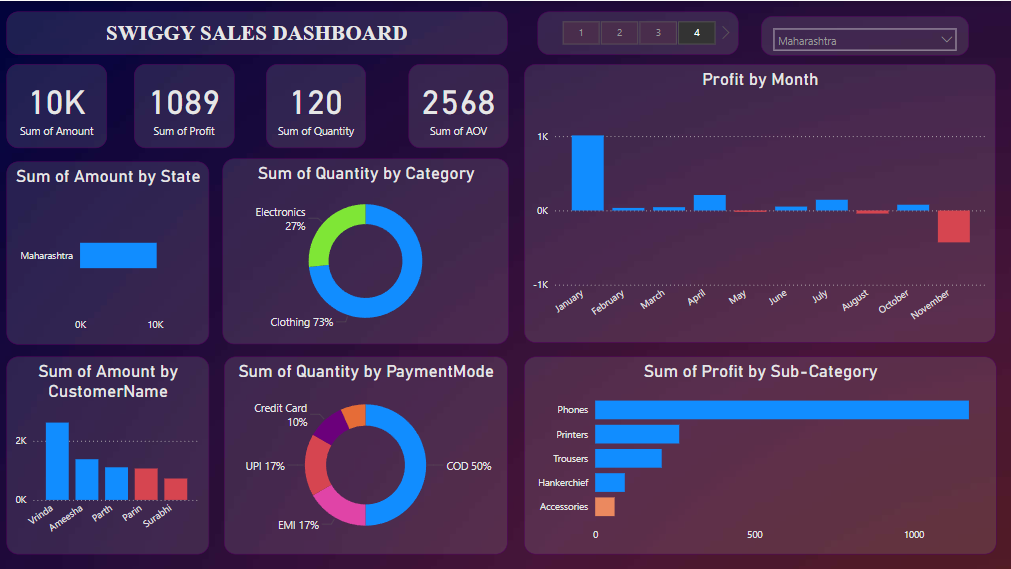 SWIGGY SALES DASHBOARD
1 2 3 4
Maharashtra
10K
Sum of Amount
1089
Sum of Profit
120
Sum of Quantity
2568
Sum of AOV
Profit by Month
1K
0K
-1K
January February March April May June July August October November
Sum of Amount by State
Maharashtra
0K 10K
Sum of Quantity by Category
Electronics
27%
Clothing 73%
Sum of Amount by
CustomerName
2K
0K
Vrinda Ameesha Parth Parin Surabhi
Sum of Quantity by PaymentMode
Credit Card
10%
UPI 17%
COD 50%
EMI 17%
Sum of Profit by Sub-Category
Phones
Printers
Trousers
Hankerchief
Accessories
0 500 1000